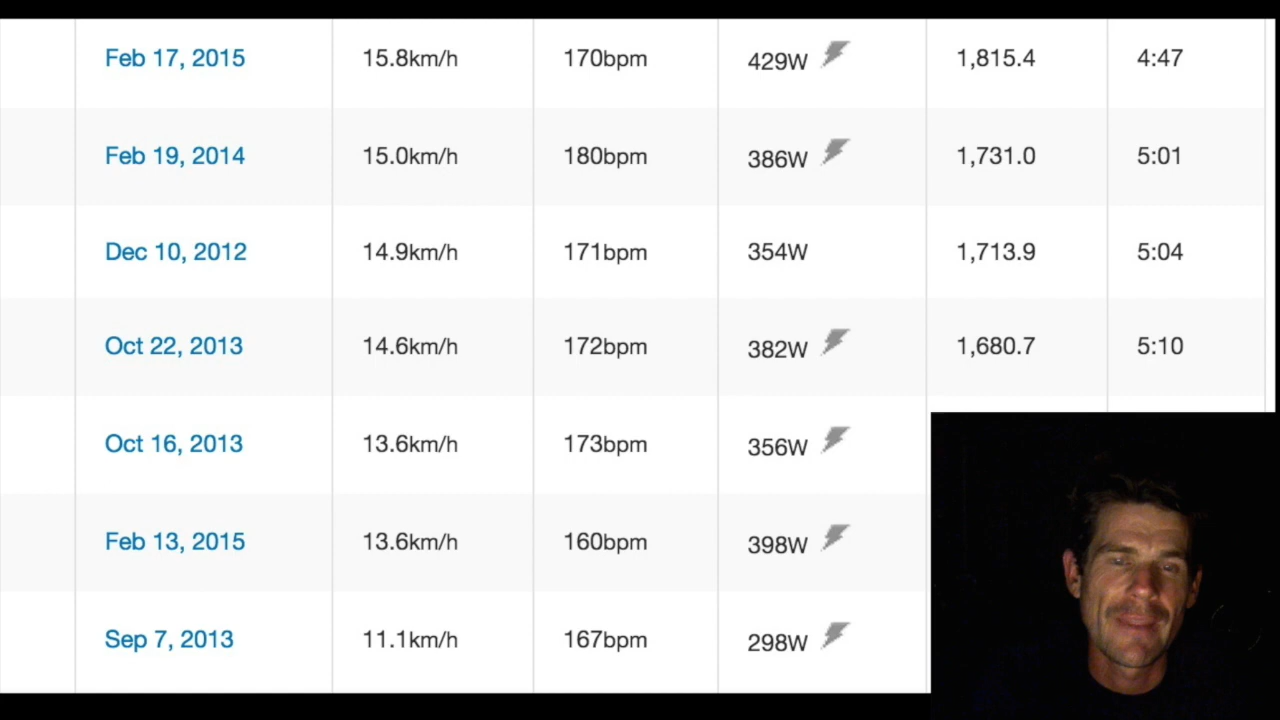 Feb 17, 2015 15.8km/h 170bpm 429W 1,815.4 4:47
Feb 19, 2014 15.0km/h 180bpm 386W 1,731.0 5:01
Dec 10, 2012 14.9km/h 171bpm 354W 1,713.9 5:04
Oct 22, 2013 14.6km/h 172bpm 382W 1,680.7 5:10
Oct 16, 2013 13.6km/h 173bpm 356W
Feb 13, 2015 13.6km/h 160bpm 398W
Sep 7, 2013 11.1km/h 167bpm 298W